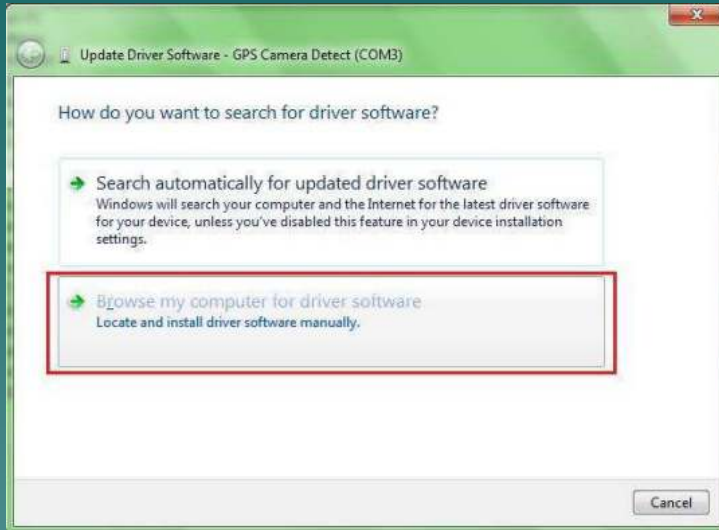 Update Driver Software - GPS Camera Detect (COM3)
How do you want to search for driver software?
Search automatically for updated driver software
Windows will search your computer and the Internet for the latest driver software
for your device, unless you've disabled this feature in your device installation
settings.
Browse my computer for driver software
Locate and install driver software manually.
Cancel